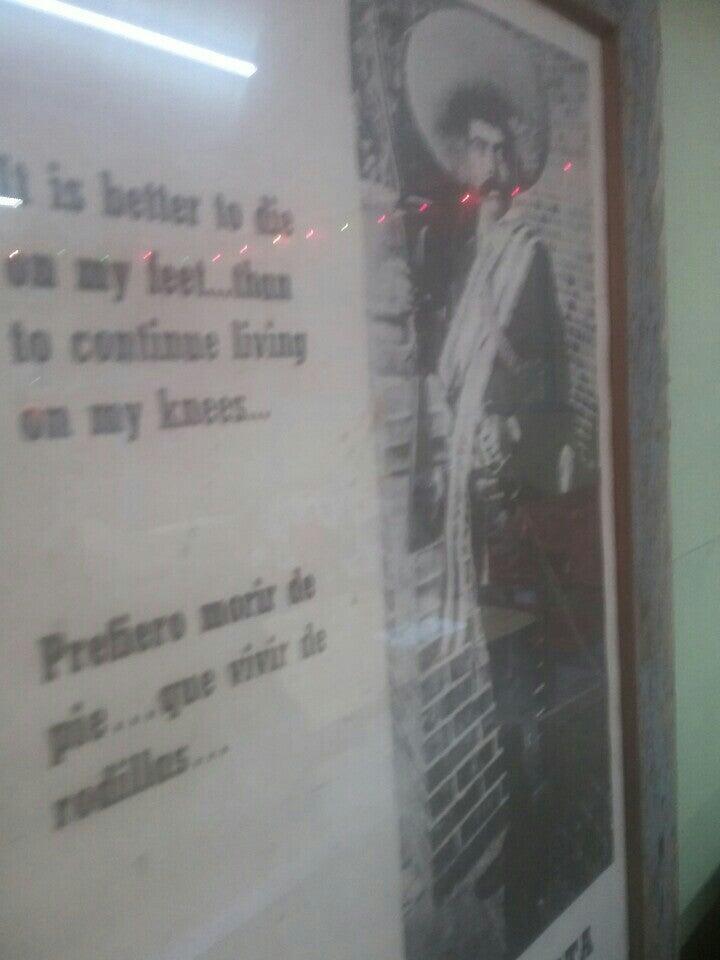 It is better to die
on my feet...than
to continue living
on my knees...
Prefiero morir de
pie....que vivir de
rodillas...